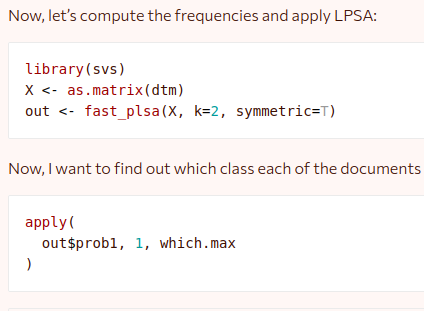 Now, let's compute the frequencies and apply LPSA:
library(svs)
X <- as.matrix(dtm)
out <- fast_plsa(X, k=2, symmetric=T)
Now, I want to find out which class each of the documents
apply(
  out$prob1, 1, which.max
)